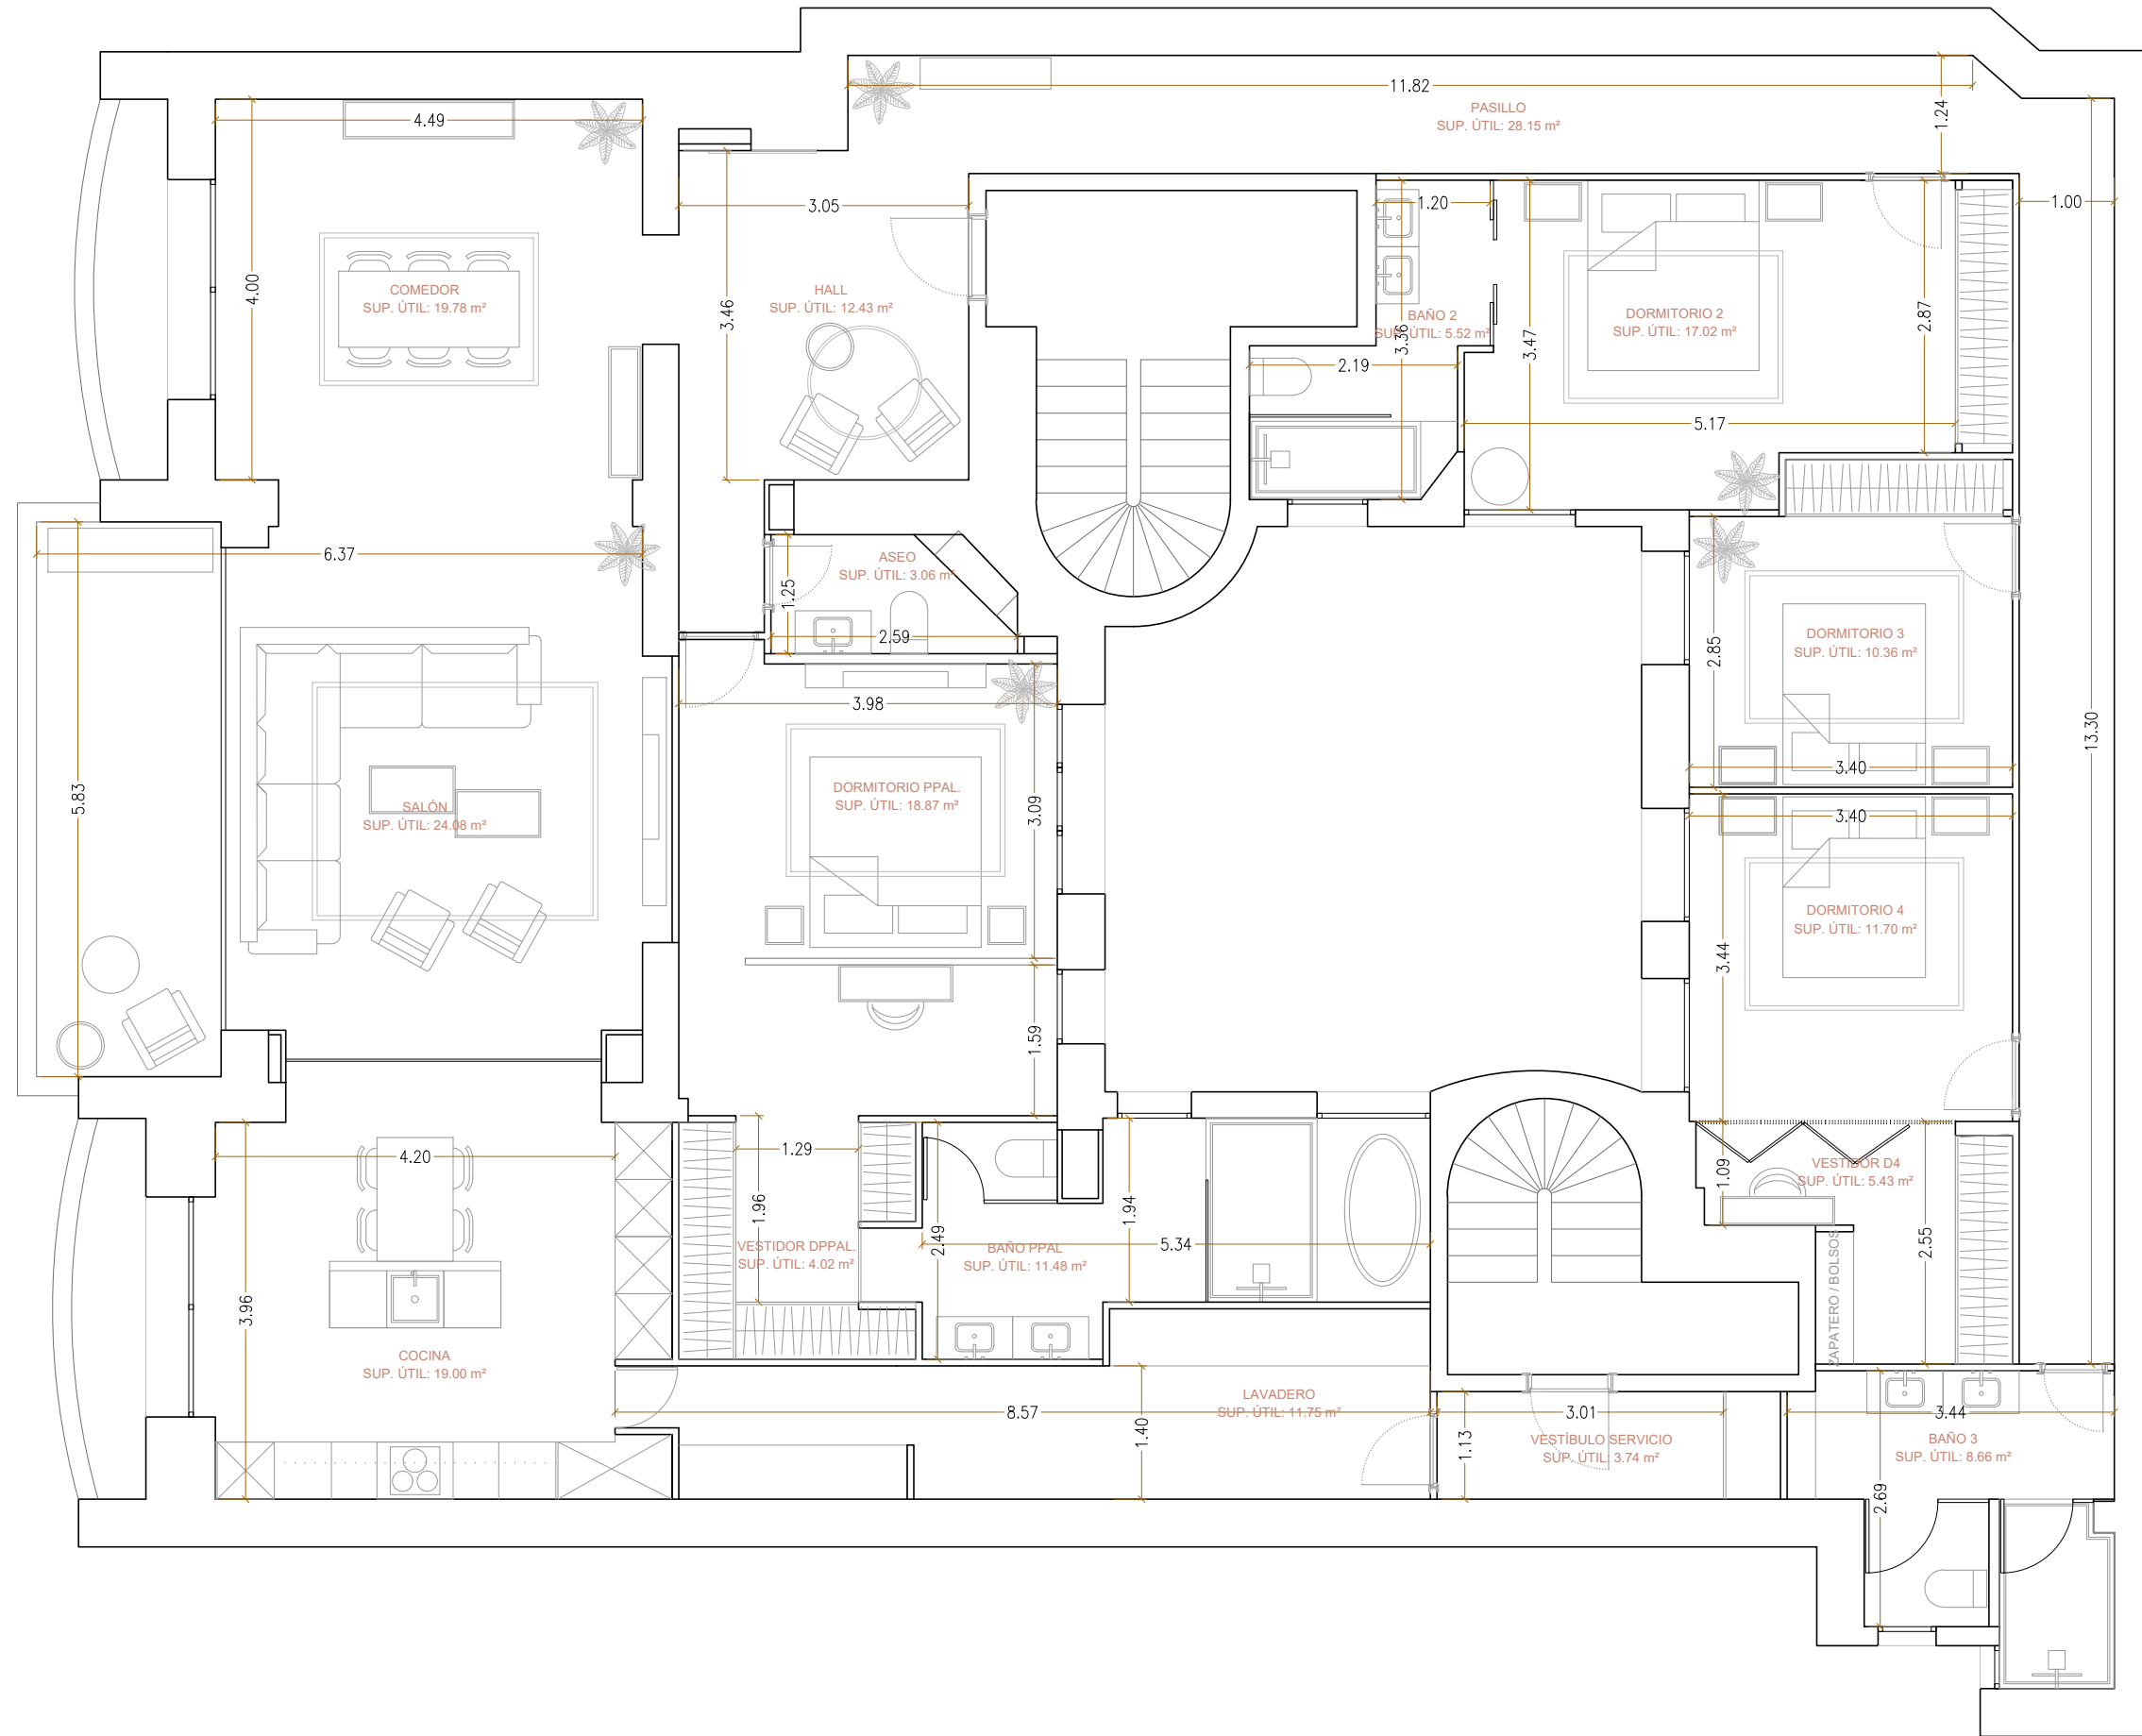 11.82
PASILLO
SUP. ÚTIL: 28.15 m²
1.24
4.49
3.05
1.20
1.00
COMEDOR
SUP. ÚTIL: 19.78 m²
4.00
HALL
SUP. ÚTIL: 12.43 m²
3.46
BAÑO 2
SUP. ÚTIL: 5.52 m²
3.36
DORMITORIO 2
SUP. ÚTIL: 17.02 m²
3.47
2.87
2.19
5.17
6.37
ASEO
SUP. ÚTIL: 3.06 m²
1.25
2.59
DORMITORIO 3
SUP. ÚTIL: 10.36 m²
2.85
3.98
13.30
3.40
DORMITORIO PPAL.
SUP. ÚTIL: 18.87 m²
3.09
5.83
SALÓN
SUP. ÚTIL: 24.08 m²
3.40
DORMITORIO 4
SUP. ÚTIL: 11.70 m²
3.44
1.59
4.20
1.29
1.96
1.94
1.09
VESTIDOR D4
SUP. ÚTIL: 5.43 m²
2.49
5.34
2.55
VESTIDOR DPPAL.
SUP. ÚTIL: 4.02 m²
BAÑO PPAL
SUP. ÚTIL: 11.48 m²
ZAPATERO / BOLSOS
3.96
COCINA
SUP. ÚTIL: 19.00 m²
LAVADERO
SUP. ÚTIL: 11.75 m²
8.57
1.40
3.01
1.13
3.44
VESTÍBULO SERVICIO
SUP. ÚTIL: 3.74 m²
BAÑO 3
SUP. ÚTIL: 8.66 m²
2.69